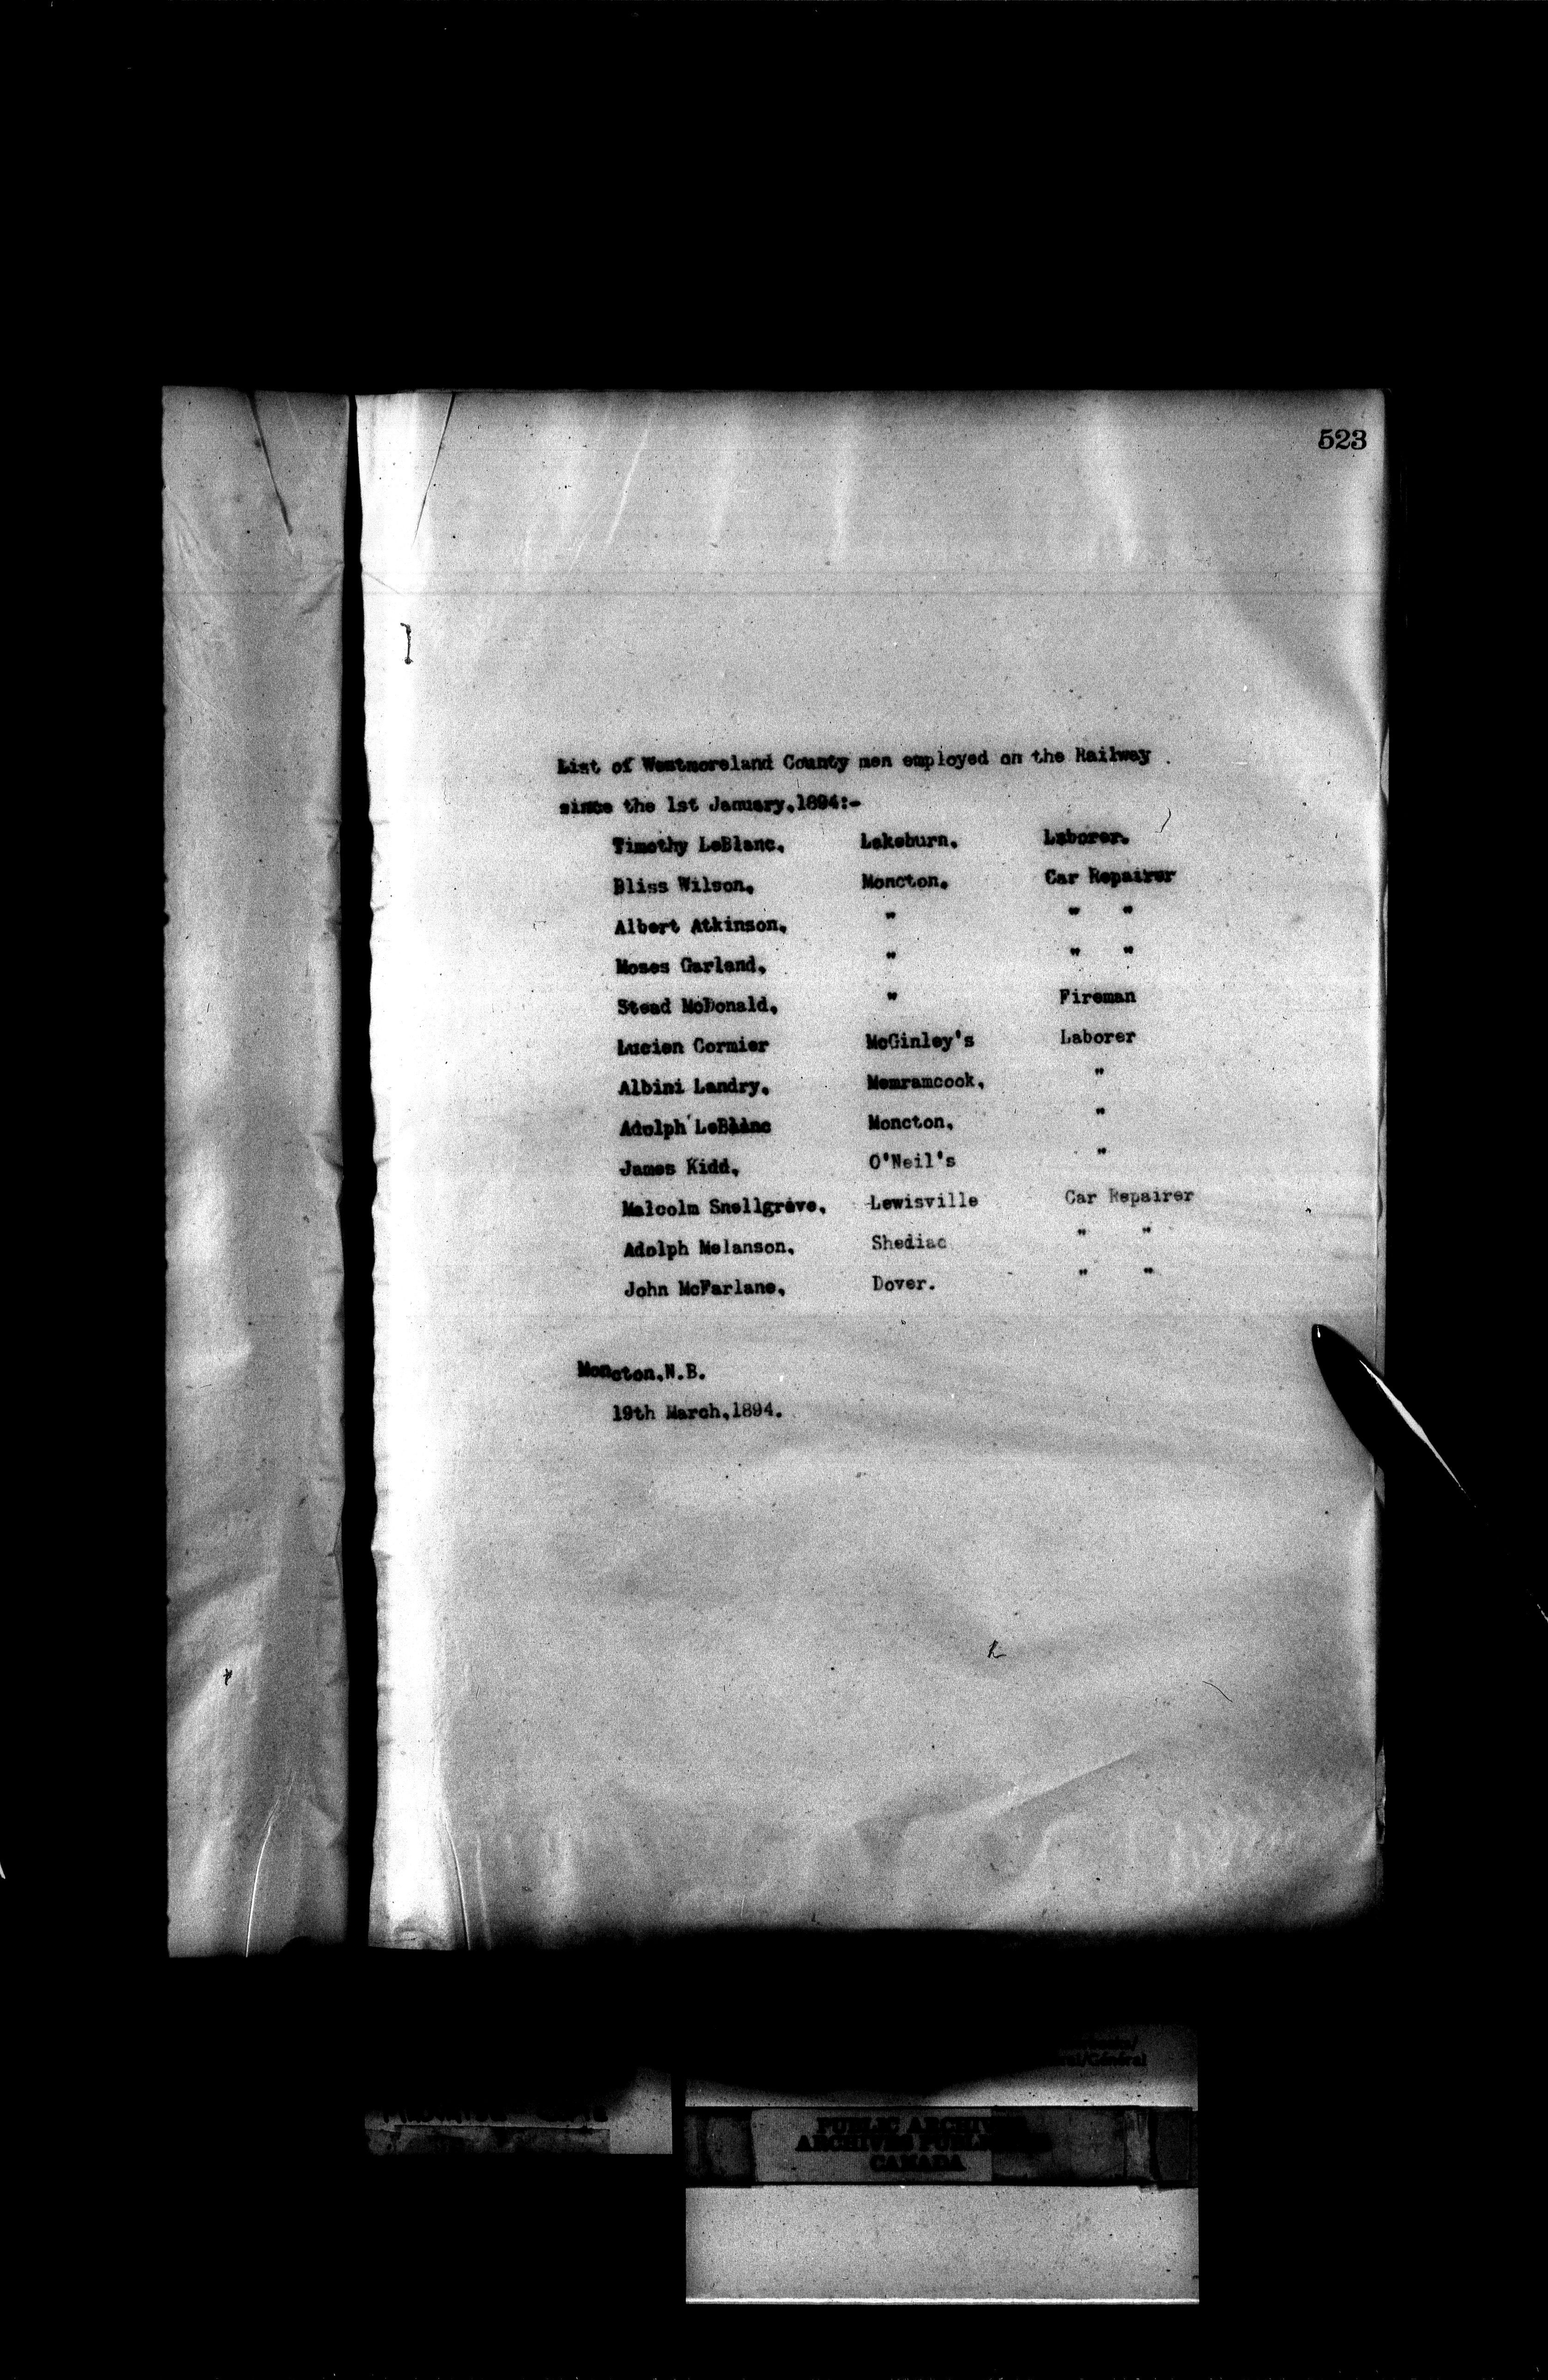 523
List of Westmoreland County men employed on the Railway
since the 1st January,1894:-
Timothy LeBlanc, Lakeburn. Laborer.
Bliss Wilson, Moncton, Car Repairer
Albert Atkinson, " " "
Moses Garland, " " "
Stead McDonald, " Fireman
Lucien Cormier McGinley's Laborer
Albini Landry, Memramcook, "
Adolph LeBlanc Moncton, "
James Kidd, O'Neil's "
Malcolm Snellgrove, Lewisville Car Repairer
Adolph Melanson, Shediac " "
John McFarlane, Dover. " "
Moncton,N.B.
19th March,1894.
PUBLIC ARCHIVES
ARCHIVES PUBLIQUES
CANADA